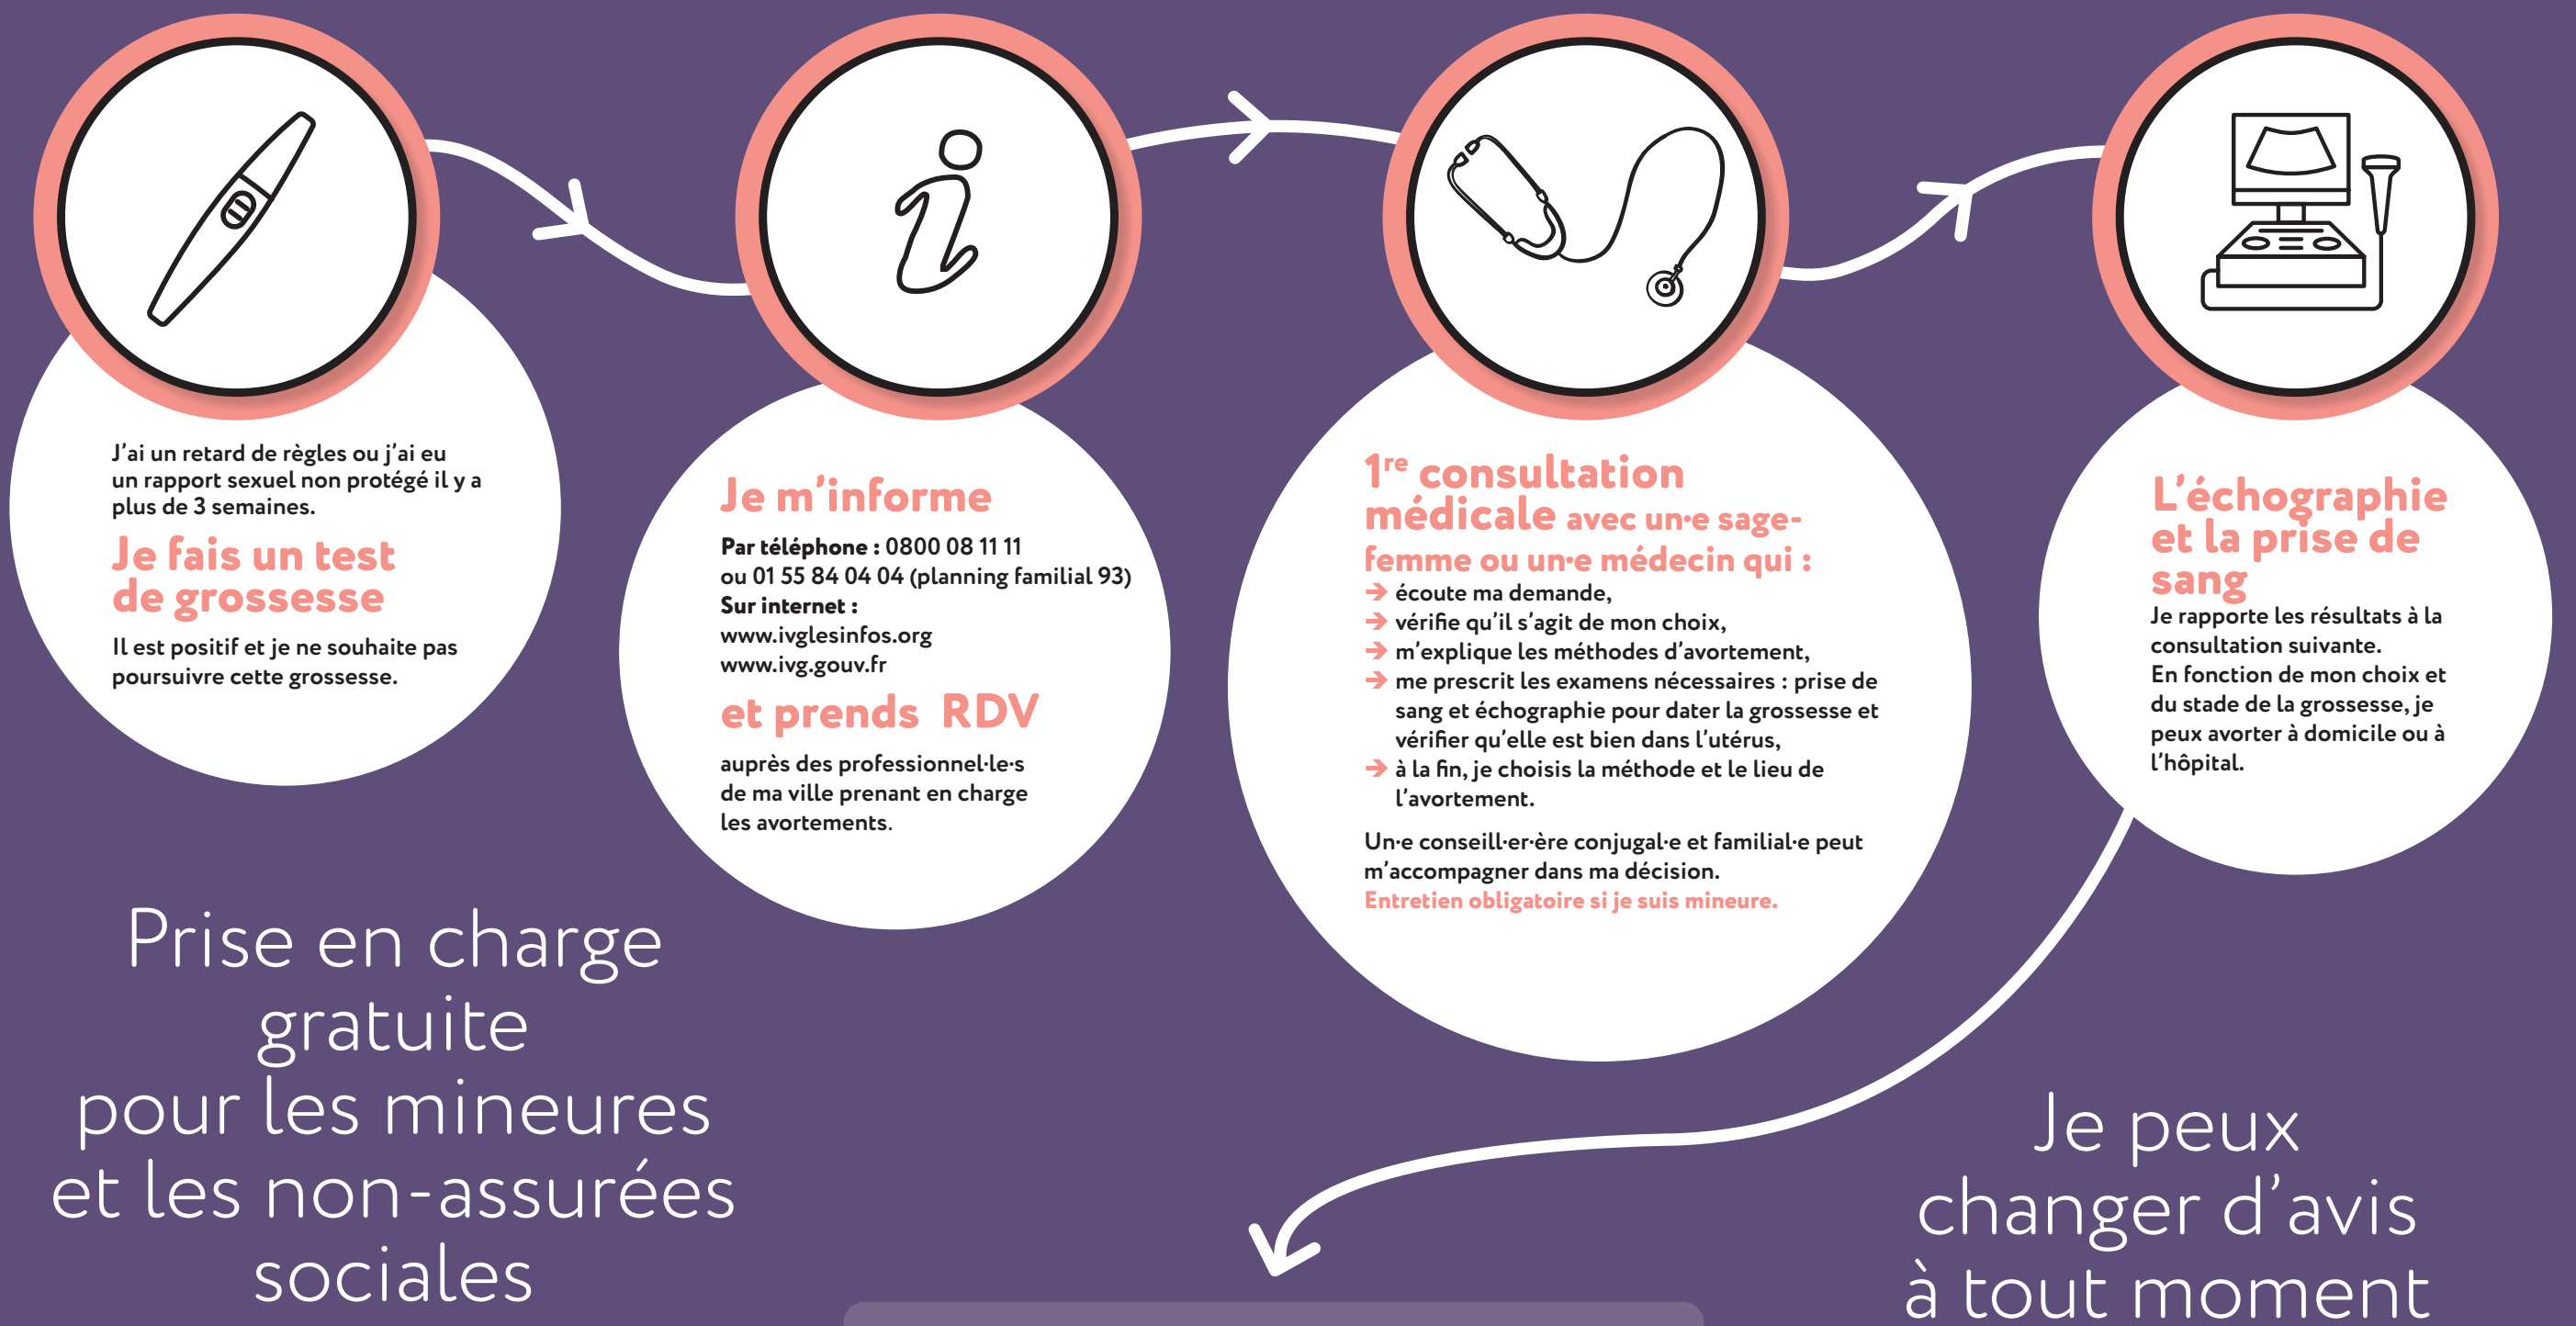 J'ai un retard de règles ou j'ai eu
un rapport sexuel non protégé il y a
plus de 3 semaines.
Je fais un test
de grossesse
Il est positif et je ne souhaite pas
poursuivre cette grossesse.
Je m'informe
Par téléphone : 0800 08 11 11
ou 01 55 84 04 04 (planning familial 93)
Sur internet :
www.ivglesinfos.org
www.ivg.gouv.fr
et prends RDV
auprès des professionnel·le·s
de ma ville prenant en charge
les avortements.
1re consultation
médicale avec un·e sage-
femme ou un·e médecin qui :
➔ écoute ma demande,
➔ vérifie qu'il s'agit de mon choix,
➔ m'explique les méthodes d'avortement,
➔ me prescrit les examens nécessaires : prise de
sang et échographie pour dater la grossesse et
vérifier qu'elle est bien dans l'utérus,
➔ à la fin, je choisis la méthode et le lieu de
l'avortement.
Un·e conseill·er·ère conjugal·e et familial·e peut
m'accompagner dans ma décision.
Entretien obligatoire si je suis mineure.
L'échographie
et la prise de
sang
Je rapporte les résultats à la
consultation suivante.
En fonction de mon choix et
du stade de la grossesse, je
peux avorter à domicile ou à
l'hôpital.
Prise en charge
gratuite
pour les mineures
et les non-assurées
sociales
Je peux
changer d'avis
à tout moment